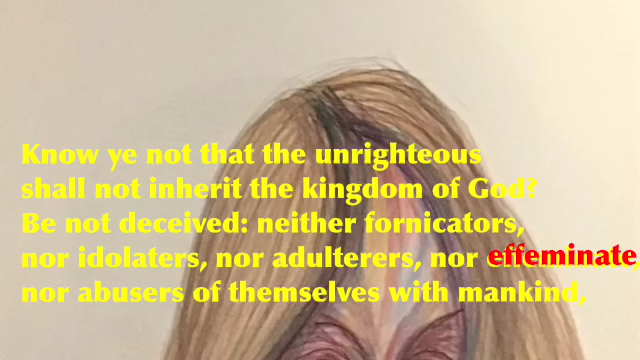 Know ye not that the unrighteous
shall not inherit the kingdom of God?
Be not deceived: neither fornicators,
nor idolaters, nor adulterers, nor effeminate,
nor abusers of themselves with mankind,